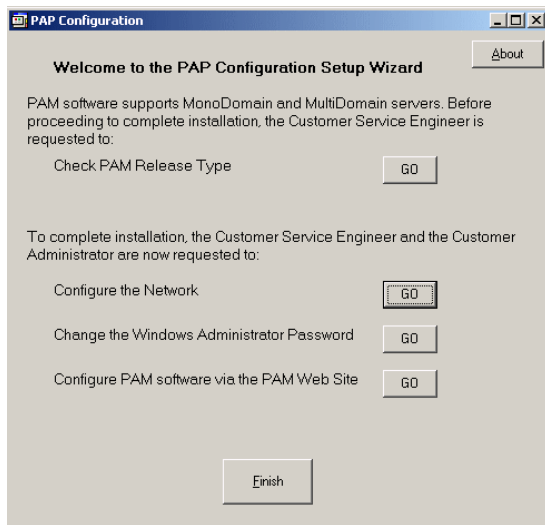 PAP Configuration
About
Welcome to the PAP Configuration Setup Wizard
PAM software supports MonoDomain and MultiDomain servers. Before
proceeding to complete installation, the Customer Service Engineer is
requested to:
Check PAM Release Type GO
To complete installation, the Customer Service Engineer and the Customer
Administrator are now requested to:
Configure the Network GO
Change the Windows Administrator Password GO
Configure PAM software via the PAM Web Site GO
Finish